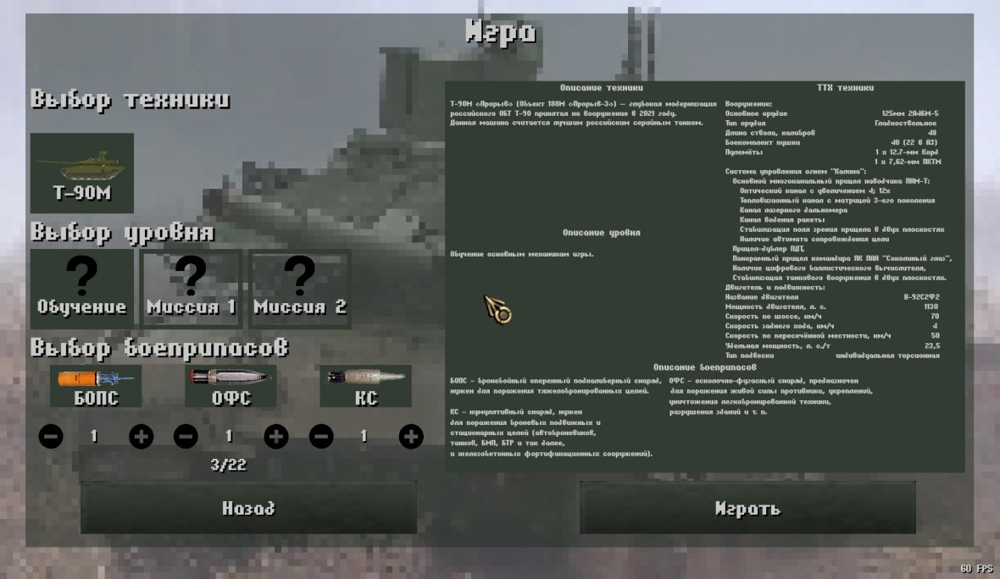 Игра
Выбор техники
Т-90М
Выбор уровня
?
?
?
Обучение
Миссия 1
Миссия 2
Выбор боеприпасов
БОПС
ОФС
КС
1
1
1
3/22
Назад
Описание техники
Т-90М «Прорыв» (Объект 188М «Прорыв-3») — глубокая модернизация
российского ОБТ Т-90 принятая на вооружение в 2021 году.
Данная машина считается лучшим российским серийным танком.
Описание уровня
Обучение основным механикам игры.
ТТХ техники
Вооружение:
Основное орудие 125мм 2А46М-5
Тип орудия Гладкоствольное
Длина ствола, калибров 48
Боекомплект пушки 40 (22 в АЗ)
Пулемёты 1 х 12.7-мм Корд
1 х 7,62-мм ПКТМ
Система управления огнем "Калина":
Основной многоканальный прицел наводчика ПНМ-Т:
Оптический канал с увеличением 4; 12х
Тепловизионный канал с матрицей 3-его поколения
Канал лазерного дальномера
Канал ведения ракеты
Стабилизация поля зрения прицела в двух плоскостях
Наличие автомата сопровождения цели
Прицел-дублер ПДТ,
Панорамный прицел командира ПК ПАН "Соколиный глаз",
Наличие цифрового баллистического вычислителя,
Стабилизация танкового вооружения в двух плоскостях.
Двигатель и подвижность:
Название двигателя В-92С2Ф2
Мощность двигателя, л. с. 1130
Скорость по шоссе, км/ч 70
Скорость заднего хода, км/ч 4
Скорость по пересечённой местности, км/ч 50
Удельная мощность, л. с./т 23,5
Тип подвески индивидуальная торсионная
Описание боеприпасов
БОПС – бронебойный оперенный подкалиберный снаряд,
нужен для поражения тяжелобронированных целей.
КС – кумулятивный снаряд, нужен
для поражения броневых подвижных и
стационарных целей (автоброневиков,
танков, БМП, БТР и так далее,
и железобетонных фортификационных сооружений).
ОФС – осколочно-фугасный снаряд, предназначен
для поражения живой силы противника, укреплений,
уничтожения легкобронированной техники,
разрушения зданий и т. п.
Играть
60 FPS